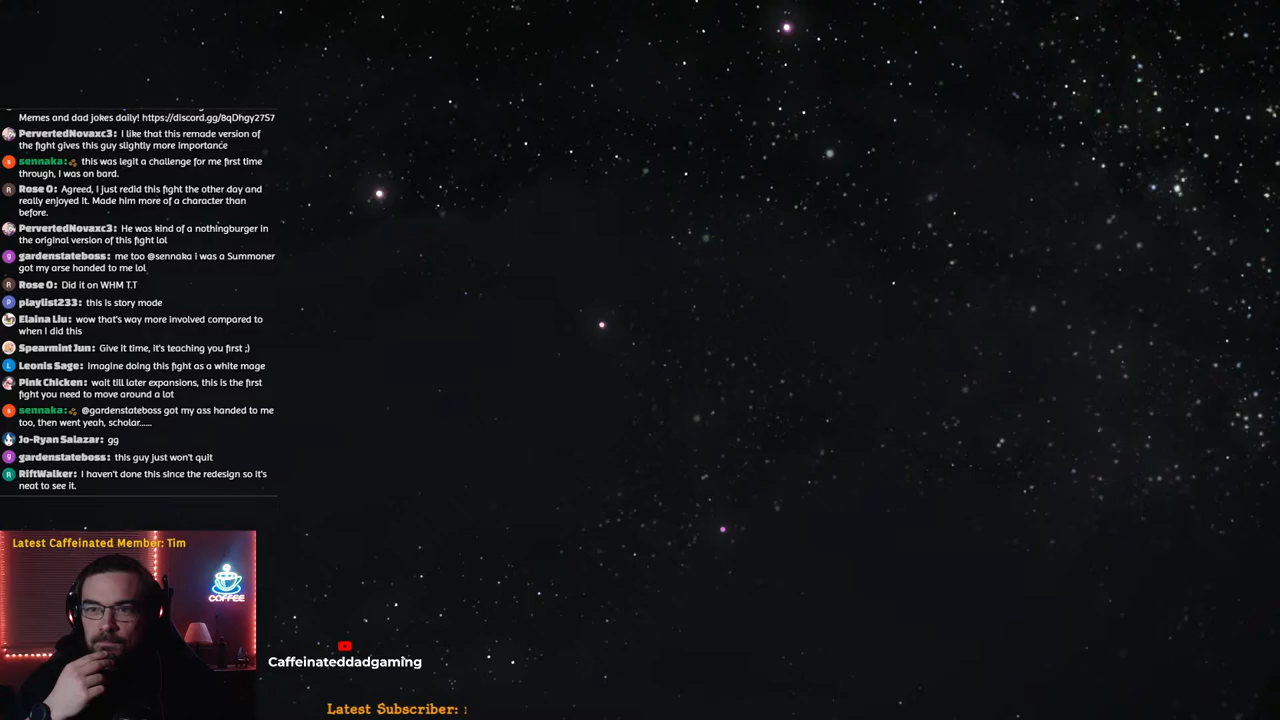 Memes and dad jokes daily! https://discord.gg/8qDhgy27S7
PervertedNovaxc3: I like that this remade version of
the fight gives this guy slightly more importance
sennaka: this was legit a challenge for me first time
through, I was on bard.
Rose O: Agreed, I just redid this fight the other day and
really enjoyed it. Made him more of a character than
before.
PervertedNovaxc3: He was kind of a nothingburger in
the original version of this fight lol
gardenstateboss: me too @sennaka i was a Summoner
got my arse handed to me lol
Rose O: Did it on WHM T.T
playlist233: this is story mode
Elaina Liu: wow that's way more involved compared to
when I did this
Spearmint Jun: Give it time, it's teaching you first ;)
Leonis Sage: Imagine doing this fight as a white mage
Pink Chicken: wait till later expansions, this is the first
fight you need to move around a lot
sennaka: @gardenstateboss got my ass handed to me
too, then went yeah, scholar......
Jo-Ryan Salazar: gg
gardenstateboss: this guy just won't quit
RiftWalker: I haven't done this since the redesign so it's
neat to see it.
Latest Caffeinated Member: Tim
COFFEE
Caffeinateddadgaming
Latest Subscriber: